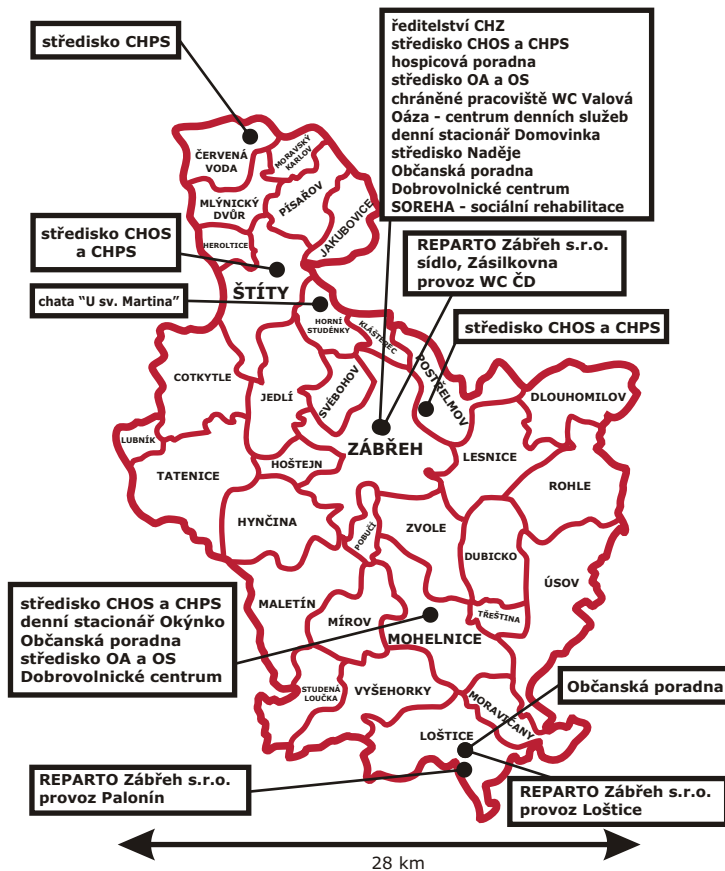 středisko CHPS
ředitelství CHZ
středisko CHOS a CHPS
hospicová poradna
středisko OA a OS
chráněné pracoviště WC Valová
Oáza - centrum denních služeb
denní stacionář Domovinka
středisko Naděje
Občanská poradna
Dobrovolnické centrum
SOREHA - sociální rehabilitace
ČERVENÁ
VODA
MORAVSKÝ
KARLOV
MLÝNICKÝ
DVŮR
PÍSAŘOV
JAKUBOVICE
HEROLTICE
středisko CHOS
a CHPS
REPARTO Zábřeh s.r.o.
sídlo, Zásilkovna
provoz WC ČD
ŠTÍTY
chata "U sv. Martina"
HORNÍ
STUDÉNKY
KLÁŠTEREC
středisko CHOS a CHPS
POSTŘELMOV
COTKYTLE
JEDLÍ
SVÉBOHOV
DLOUHOMILOV
LUBNÍK
ZÁBŘEH
LESNICE
TATENICE
HOŠTEJN
ROHLE
HYNČINA
POBUČÍ
ZVOLE
DUBICKO
ÚSOV
středisko CHOS a CHPS
denní stacionář Okýnko
Občanská poradna
středisko OA a OS
Dobrovolnické centrum
MALETÍN
MÍROV
TŘEŠTINA
MOHELNICE
STUDENÁ
LOUČKA
VYŠEHORKY
MORAVIČANY
Občanská poradna
LOŠTICE
REPARTO Zábřeh s.r.o.
provoz Palonín
REPARTO Zábřeh s.r.o.
provoz Loštice
28 km